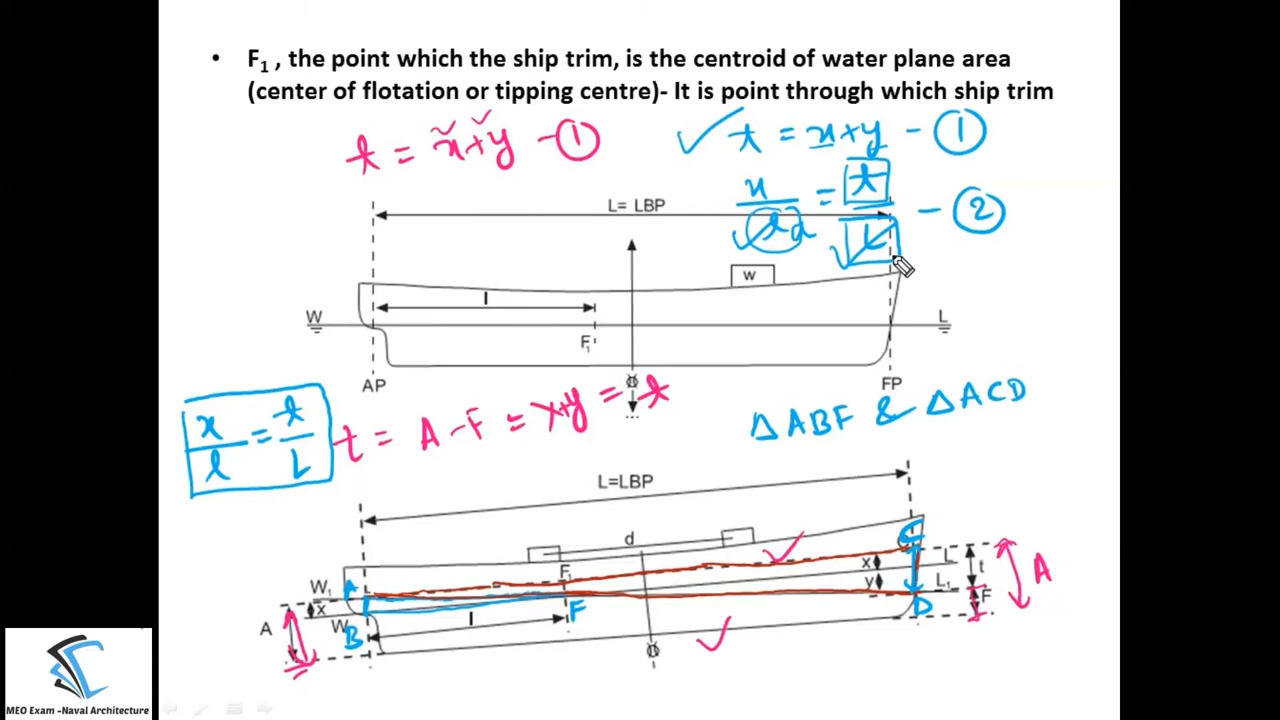 • F₁ , the point which the ship trim, is the centroid of water plane area
(center of flotation or tipping centre)- It is point through which ship trim
t = x+y - ①
t = x+y - ①
L= LBP
x/l = t/L - ②
w
l
W
L
F₁
AP
FP
x/l = t/L
t = A-F = x+y = t
ΔABF & ΔACD
L=LBP
d
C
F₁
x
L
t
A
W₁
A
y
L₁
F
x
A
W
B
l
F
D
MEO Exam -Naval Architecture